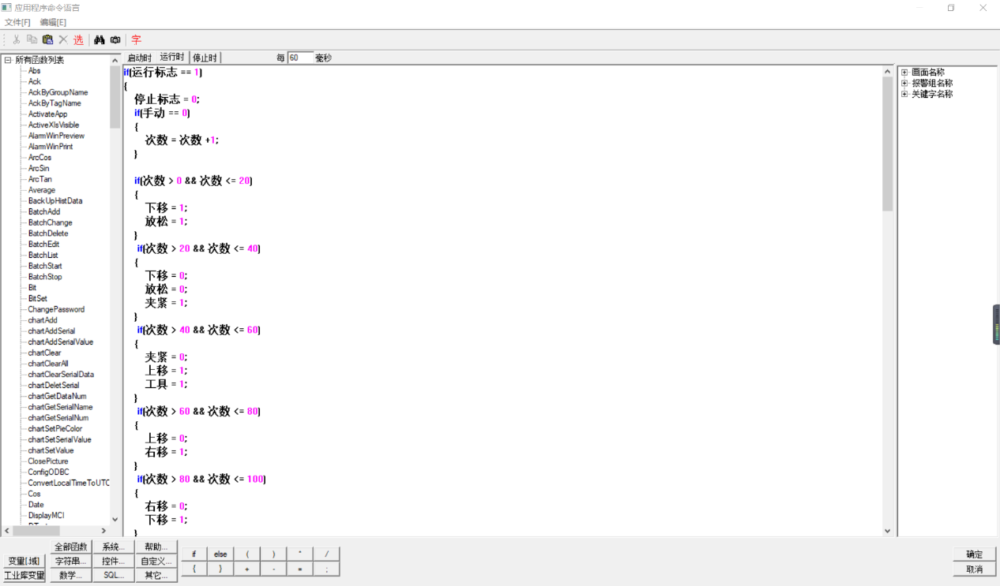 应用程序命令语言
文件[F] 编辑[E]
选 字
所有函数列表
启动时 运行时 停止时 每 60 毫秒
Abs
Ack
AckByGroupName
AckByTagName
ActivateApp
ActiveXlsVisible
AlarmWinPreview
AlarmWinPrint
ArcCos
ArcSin
ArcTan
Average
BackUpHistData
BatchAdd
BatchChange
BatchDelete
BatchEdit
BatchList
BatchStart
BatchStop
Bit
BitSet
ChangePassword
chartAdd
chartAddSerial
chartAddSerialValue
chartClear
chartClearAll
chartClearSerialData
chartDeletSerial
chartGetDataNum
chartGetSerialName
chartGetSerialNum
chartSetPieColor
chartSetSerialValue
chartSetValue
ClosePicture
ConfigODBC
ConvertLocalTimeToUTC
Cos
Date
DisplayMCI
if(运行标志 == 1)
{
停止标志 = 0;
if(手动 == 0)
{
次数 = 次数 +1;
}
if(次数 > 0 && 次数 <= 20)
{
下移 = 1;
放松 = 1;
}
if(次数 > 20 && 次数 <= 40)
{
下移 = 0;
放松 = 0;
夹紧 = 1;
}
if(次数 > 40 && 次数 <= 60)
{
夹紧 = 0;
上移 = 1;
工具 = 1;
}
if(次数 > 60 && 次数 <= 80)
{
上移 = 0;
右移 = 1;
}
if(次数 > 80 && 次数 <= 100)
{
右移 = 0;
下移 = 1;
}
画面名称
报警组名称
关键字名称
全部函数 系统... 帮助...
变量[.域] 字符串... 控件... 自定义...
工业库变量 数学... SQL... 其它...
if else ( ) " /
{ } + - = ;
确定
取消